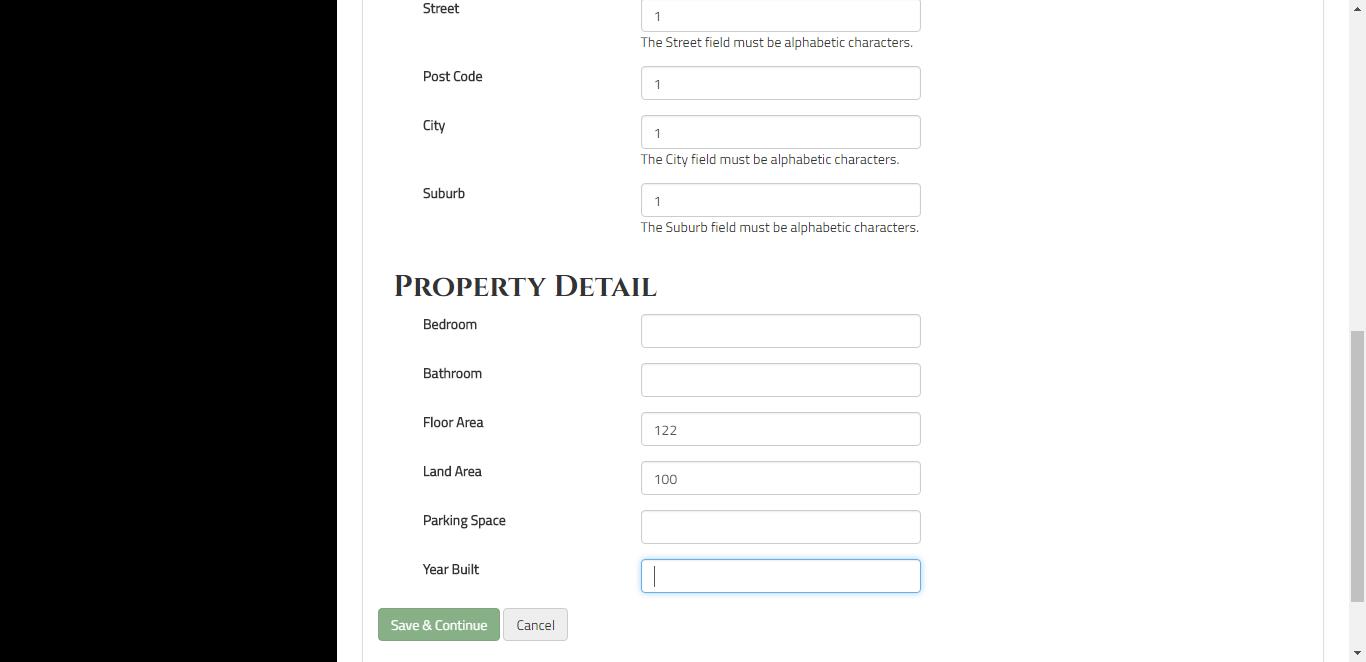 Street
1
The Street field must be alphabetic characters.
Post Code
1
City
1
The City field must be alphabetic characters.
Suburb
1
The Suburb field must be alphabetic characters.
Property Detail
Bedroom
Bathroom
Floor Area
122
Land Area
100
Parking Space
Year Built
Save & Continue Cancel